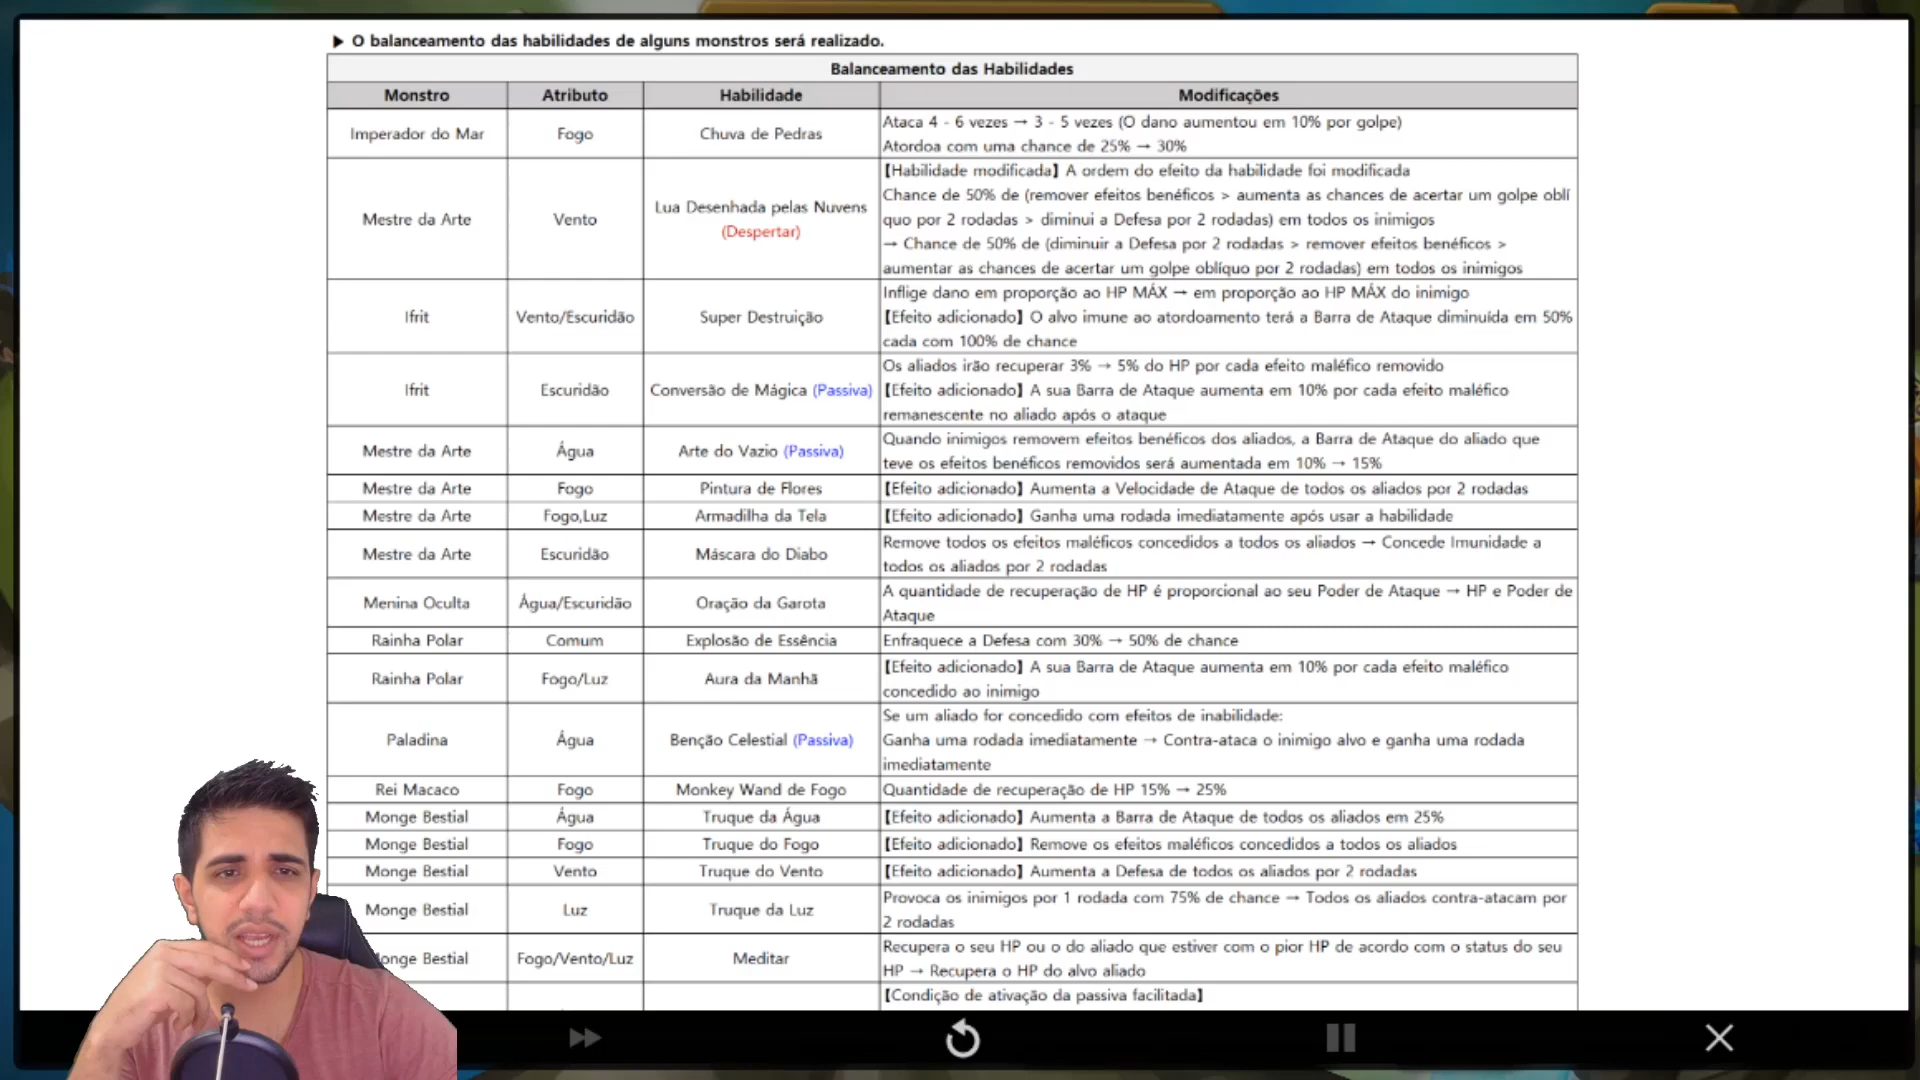 ▶ O balanceamento das habilidades de alguns monstros será realizado.
Balanceamento das Habilidades
Monstro Atributo Habilidade Modificações
Imperador do Mar Fogo Chuva de Pedras
Ataca 4 - 6 vezes → 3 - 5 vezes (O dano aumentou em 10% por golpe)
Atordoa com uma chance de 25% → 30%
Mestre da Arte Vento Lua Desenhada pelas Nuvens
(Despertar)
【Habilidade modificada】 A ordem do efeito da habilidade foi modificada
Chance de 50% de (remover efeitos benéficos > aumenta as chances de acertar um golpe oblí
quo por 2 rodadas > diminui a Defesa por 2 rodadas) em todos os inimigos
→ Chance de 50% de (diminuir a Defesa por 2 rodadas > remover efeitos benéficos >
aumentar as chances de acertar um golpe oblíquo por 2 rodadas) em todos os inimigos
Ifrit Vento/Escuridão Super Destruição
Inflige dano em proporção ao HP MÁX → em proporção ao HP MÁX do inimigo
【Efeito adicionado】 O alvo imune ao atordoamento terá a Barra de Ataque diminuída em 50%
cada com 100% de chance
Ifrit Escuridão Conversão de Mágica (Passiva)
Os aliados irão recuperar 3% → 5% do HP por cada efeito maléfico removido
【Efeito adicionado】 A sua Barra de Ataque aumenta em 10% por cada efeito maléfico
remanescente no aliado após o ataque
Mestre da Arte Água Arte do Vazio (Passiva)
Quando inimigos removem efeitos benéficos dos aliados, a Barra de Ataque do aliado que
teve os efeitos benéficos removidos será aumentada em 10% → 15%
Mestre da Arte Fogo Pintura de Flores 【Efeito adicionado】 Aumenta a Velocidade de Ataque de todos os aliados por 2 rodadas
Mestre da Arte Fogo,Luz Armadilha da Tela 【Efeito adicionado】 Ganha uma rodada imediatamente após usar a habilidade
Mestre da Arte Escuridão Máscara do Diabo
Remove todos os efeitos maléficos concedidos a todos os aliados → Concede Imunidade a
todos os aliados por 2 rodadas
Menina Oculta Água/Escuridão Oração da Garota
A quantidade de recuperação de HP é proporcional ao seu Poder de Ataque → HP e Poder de
Ataque
Rainha Polar Comum Explosão de Essência Enfraquece a Defesa com 30% → 50% de chance
Rainha Polar Fogo/Luz Aura da Manhã
【Efeito adicionado】 A sua Barra de Ataque aumenta em 10% por cada efeito maléfico
concedido ao inimigo
Paladina Água Benção Celestial (Passiva)
Se um aliado for concedido com efeitos de inabilidade:
Ganha uma rodada imediatamente → Contra-ataca o inimigo alvo e ganha uma rodada
imediatamente
Rei Macaco Fogo Monkey Wand de Fogo Quantidade de recuperação de HP 15% → 25%
Monge Bestial Água Truque da Água 【Efeito adicionado】 Aumenta a Barra de Ataque de todos os aliados em 25%
Monge Bestial Fogo Truque do Fogo 【Efeito adicionado】 Remove os efeitos maléficos concedidos a todos os aliados
Monge Bestial Vento Truque do Vento 【Efeito adicionado】 Aumenta a Defesa de todos os aliados por 2 rodadas
Monge Bestial Luz Truque da Luz
Provoca os inimigos por 1 rodada com 75% de chance → Todos os aliados contra-atacam por
2 rodadas
onge Bestial Fogo/Vento/Luz Meditar
Recupera o seu HP ou o do aliado que estiver com o pior HP de acordo com o status do seu
HP → Recupera o HP do alvo aliado
【Condição de ativação da passiva facilitada】